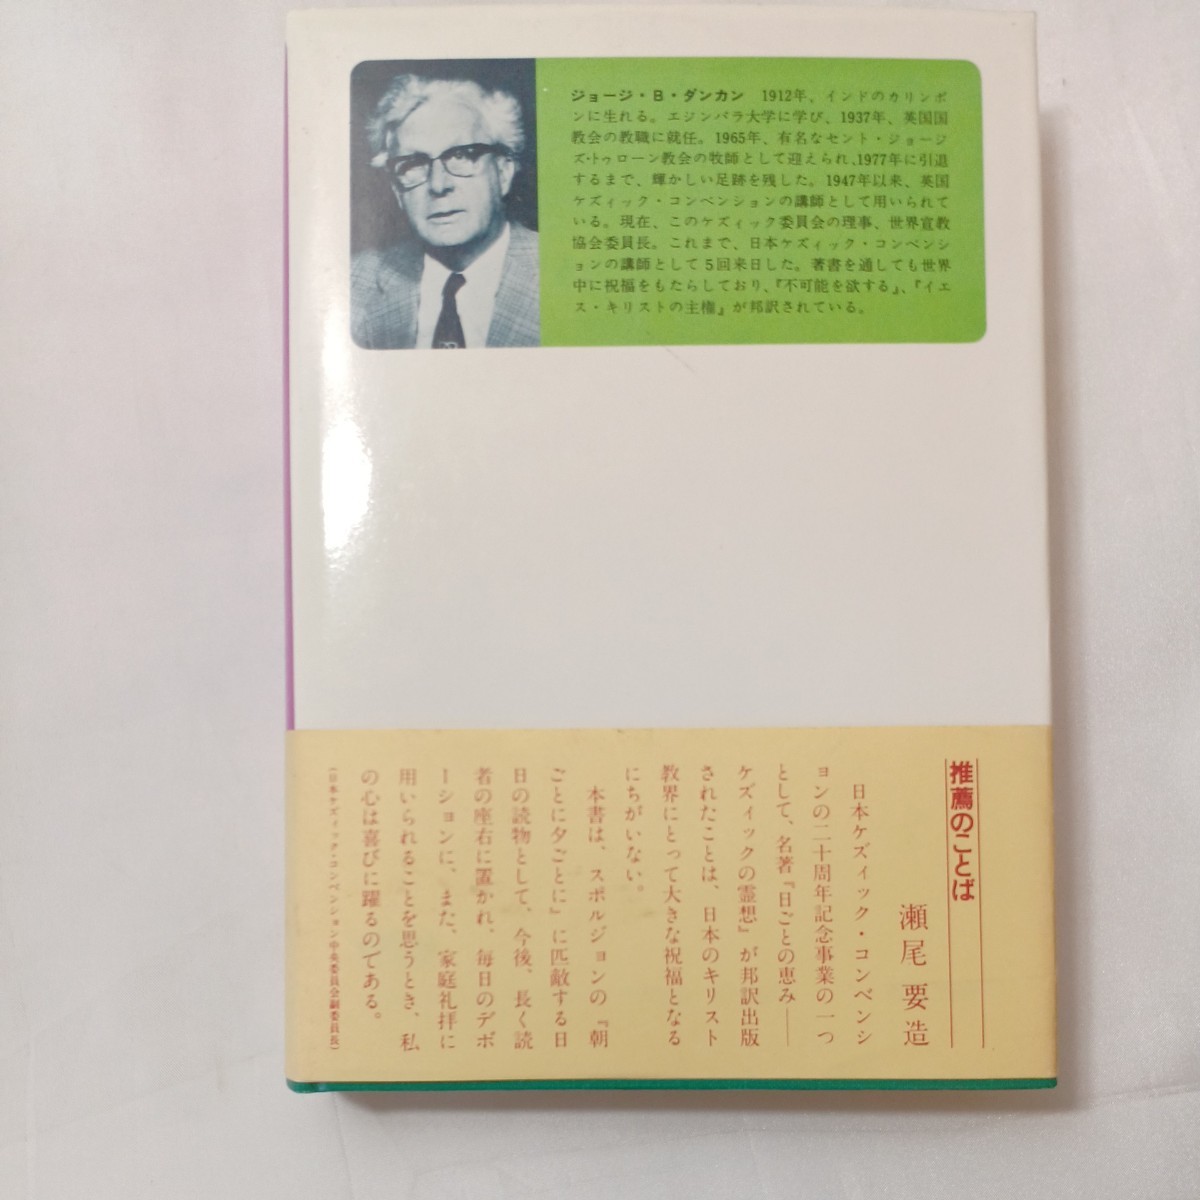 ジョージ・B・ダンカン　1912年、インドのカリンポ
ンに生れる。エジンバラ大学に学び、1937年、英国国
教会の教職に就任。1965年、有名なセント・ジョージ
ズ・トゥローン教会の牧師として迎えられ、1977年に引退
するまで、輝かしい足跡を残した。1947年以来、英国
ケズィック・コンベンションの講師として用いられて
いる。現在、このケズィック委員会の理事、世界宣教
協会委員長。これまで、日本ケズィック・コンベンシ
ョンの講師として5回来日した。著書を通しても世界
中に祝福をもたらしており、『不可能を欲する』、『イエ
ス・キリストの主権』が邦訳されている。
推薦のことば
瀬尾要造
日本ケズィック・コンベンシ
ョンの二十周年記念事業の一つ
として、名著『日ごとの恵み――
ケズィックの霊想』が邦訳出版
されたことは、日本のキリスト
教界にとって大きな祝福となる
にちがいない。
本書は、スポルジョンの『朝
ごとに夕ごとに』に匹敵する日
日の読物として、今後、長く読
者の座右に置かれ、毎日のデボ
ーションに、また、家庭礼拝に
用いられることを思うとき、私
の心は喜びに躍るのである。
(日本ケズィック・コンベンション中央委員会副委員長)